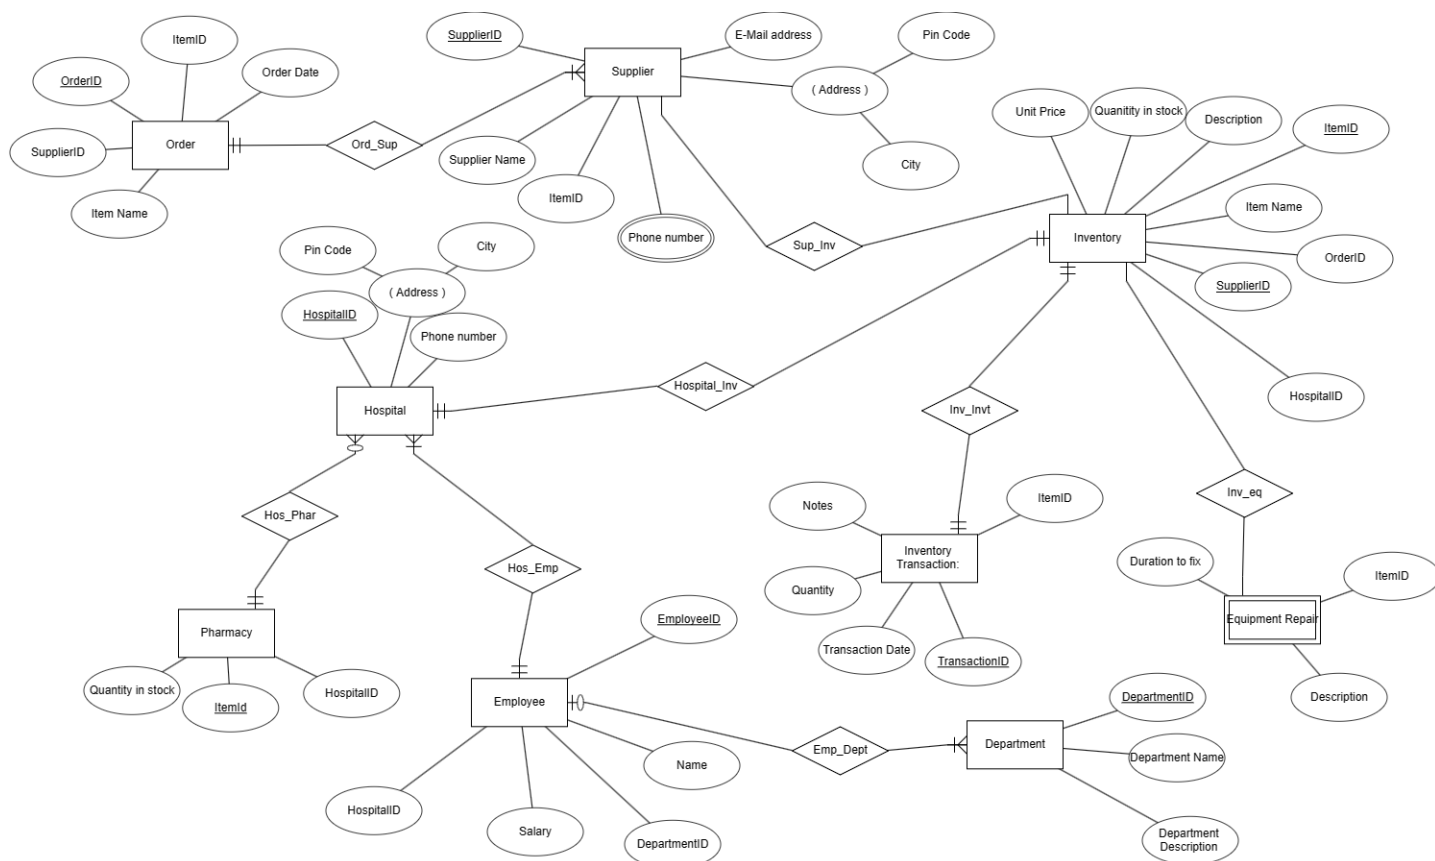 ItemID
OrderID
Order Date
Order
SupplierID
Item Name
Ord_Sup
SupplierID
E-Mail address
Pin Code
Supplier
( Address )
Supplier Name
City
ItemID
Phone number
Sup_Inv
Unit Price
Quanitity in stock
Description
ItemID
Item Name
Inventory
OrderID
SupplierID
HospitalID
Pin Code
City
( Address )
HospitalID
Phone number
Hospital
Hospital_Inv
Inv_Invt
Inv_eq
Hos_Phar
Hos_Emp
Notes
ItemID
Inventory
Transaction:
Quantity
Transaction Date
TransactionID
Duration to fix
ItemID
Equipment Repair
Description
Pharmacy
Quantity in stock
ItemId
HospitalID
EmployeeID
Employee
Name
HospitalID
Salary
DepartmentID
Emp_Dept
DepartmentID
Department
Department Name
Department
Description